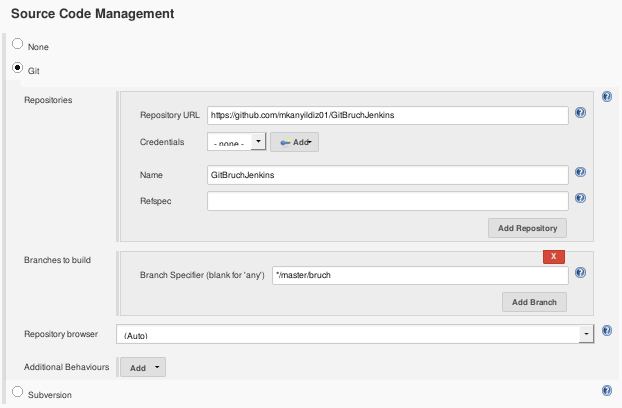 Source Code Management
None
Git
Repositories
Repository URL https://github.com/mkanyildiz01/GitBruchJenkins
Credentials - none - Add
Name GitBruchJenkins
Refspec
Add Repository
Branches to build
X
Branch Specifier (blank for 'any') */master/bruch
Add Branch
Repository browser (Auto)
Additional Behaviours Add
Subversion